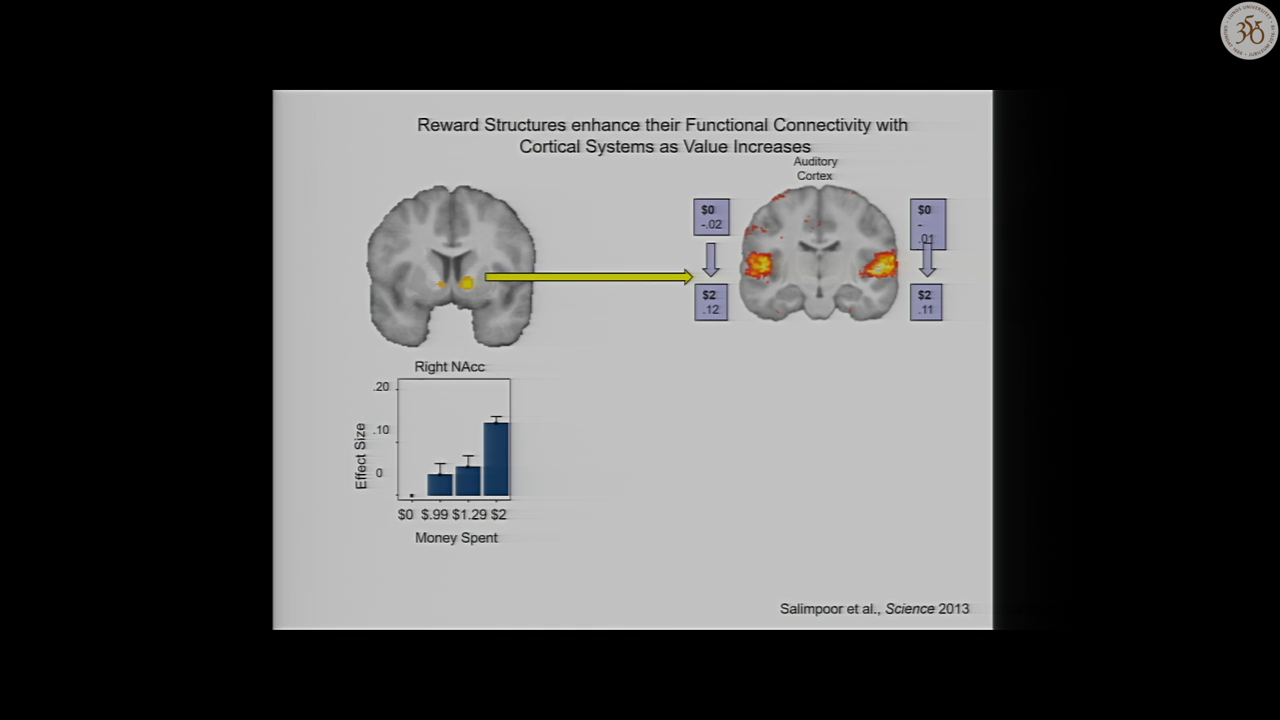 Reward Structures enhance their Functional Connectivity with
Cortical Systems as Value Increases
Auditory
Cortex
$0
-.02
$2
.12
$0
-
.01
$2
.11
Right NAcc
.20
.10
0
Effect Size
$0 $.99 $1.29 $2
Money Spent
Salimpoor et al., Science 2013